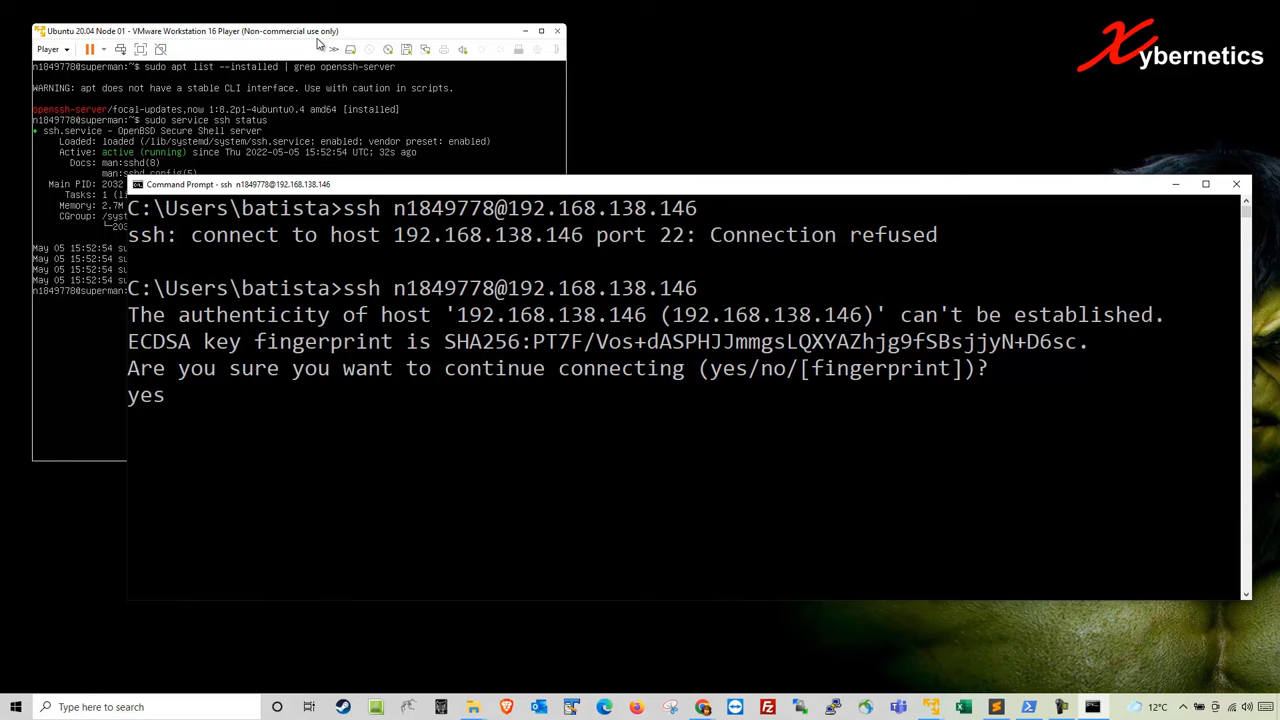 Ubuntu 20.04 Node 01 - VMware Workstation 16 Player (Non-commercial use only)
Player
n1849778@superman:~$ sudo apt list --installed | grep openssh-server
WARNING: apt does not have a stable CLI interface. Use with caution in scripts.
openssh-server/focal-updates,now 1:8.2p1-4ubuntu0.4 amd64 [installed]
n1849778@superman:~$ sudo service ssh status
● ssh.service - OpenBSD Secure Shell server
Loaded: loaded (/lib/systemd/system/ssh.service; enabled; vendor preset: enabled)
Active: active (running) since Thu 2022-05-05 15:52:54 UTC; 32s ago
Docs: man:sshd(8)
man:sshd_config(5)
Main PID: 2032
Tasks: 1
Memory: 2.7M
CGroup: /syst
May 05 15:52:54 su
May 05 15:52:54 su
May 05 15:52:54 su
May 05 15:52:54 su
n1849778@superman:~$
Xybernetics
Command Prompt - ssh n1849778@192.168.138.146
C:\Users\batista>ssh n1849778@192.168.138.146
ssh: connect to host 192.168.138.146 port 22: Connection refused
C:\Users\batista>ssh n1849778@192.168.138.146
The authenticity of host '192.168.138.146 (192.168.138.146)' can't be established.
ECDSA key fingerprint is SHA256:PT7F/Vos+dASPHJJmmgsLQXYAZhjg9fSBsjjyN+D6sc.
Are you sure you want to continue connecting (yes/no/[fingerprint])?
yes
Type here to search
12°C